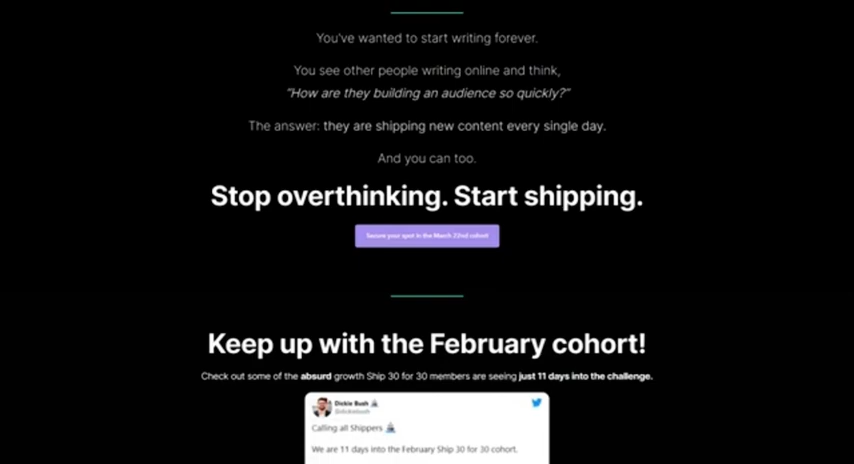 You've wanted to start writing forever.
You see other people writing online and think,
"How are they building an audience so quickly?"
The answer: they are shipping new content every single day.
And you can too.
Stop overthinking. Start shipping.
Secure your spot in the March 22nd cohort!
Keep up with the February cohort!
Check out some of the absurd growth Ship 30 for 30 members are seeing just 11 days into the challenge.
Dickie Bush 🚢
@dickiebush
Calling all Shippers 🚢
We are 11 days into the February Ship 30 for 30 cohort.